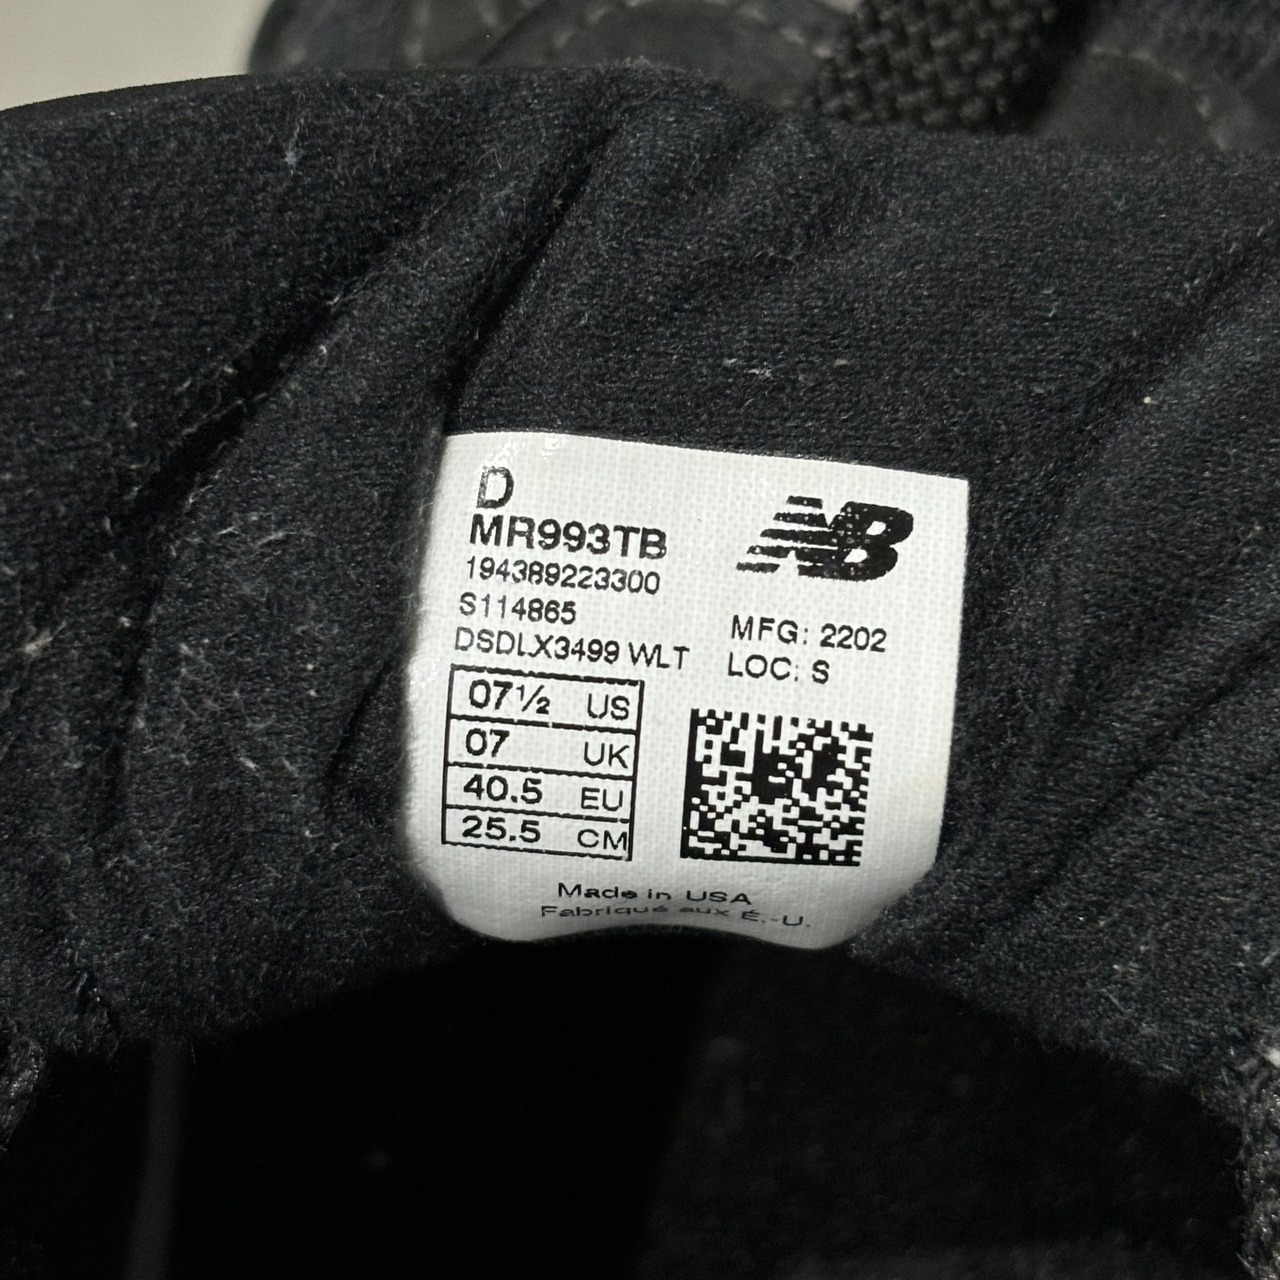 D
MR993TB
194389223300
S114865
DSDLX3499 WLT
NB
MFG: 2202
LOC: S
07½ US
07 UK
40.5 EU
25.5 CM
Made in USA
Fabriqué aux É.-U.